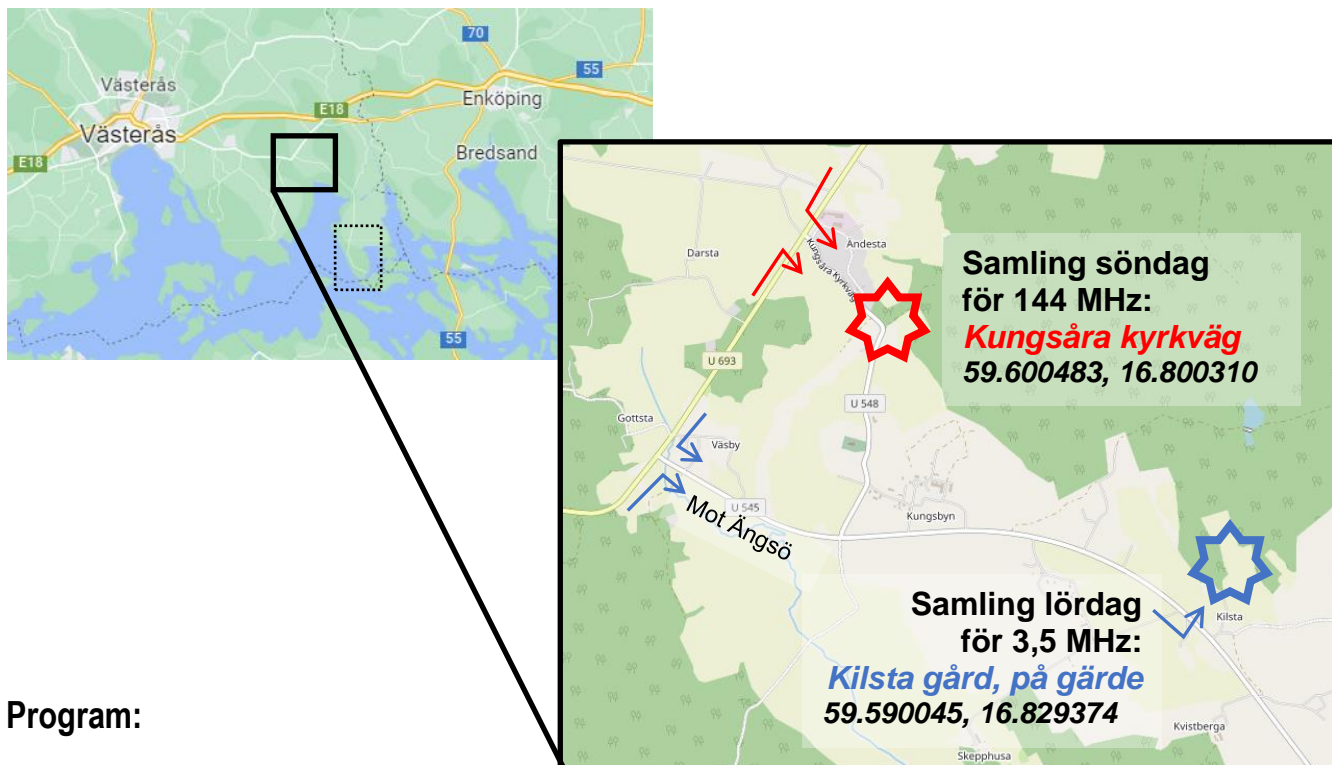 70
55
Västerås
E18
Enköping
Västerås
Bredsand
E18
55
Ändesta
Darsta
Kungsåra Kyrkväg
Samling söndag
för 144 MHz:
Kungsåra kyrkväg
59.600483, 16.800310
U 693
U 548
Gottsta
Väsby
U 545
Kungsbyn
Mot Ängsö
Samling lördag
för 3,5 MHz:
Kilsta gård, på gärde
59.590045, 16.829374
Kilsta
Kvistberga
Skepphusa
Program: